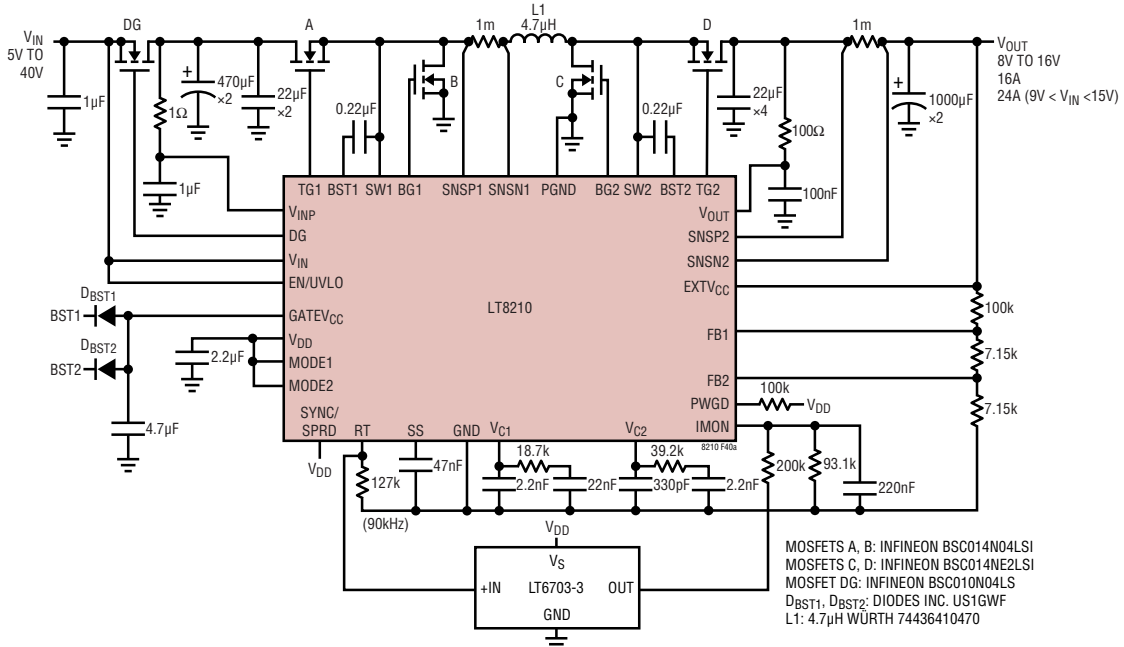 DG
A
L1
4.7µH
1m
D
1m
VIN
5V TO
40V
VOUT
8V TO 16V
16A
24A (9V < VIN <15V)
1µF
1Ω
+
470µF
×2
22µF
×2
B
C
0.22µF
0.22µF
22µF
×4
100Ω
+
1000µF
×2
1µF
100nF
TG1 BST1 SW1 BG1 SNSP1 SNSN1 PGND BG2 SW2 BST2 TG2
VINP
DG
VIN
EN/UVLO
GATEVCC
VDD
MODE1
MODE2
LT8210
VOUT
SNSP2
SNSN2
EXTVCC
FB1
FB2
PWGD
IMON
SYNC/
SPRD RT SS GND VC1 VC2
8210 F40a
DBST1
BST1
DBST2
BST2
2.2µF
4.7µF
100k
7.15k
7.15k
100k
VDD
VDD
127k
(90kHz)
47nF
18.7k
2.2nF
22nF
39.2k
330pF
2.2nF
200k
93.1k
220nF
VDD
VS
+IN LT6703-3 OUT
GND
MOSFETS A, B: INFINEON BSC014N04LSI
MOSFETS C, D: INFINEON BSC014NE2LSI
MOSFET DG: INFINEON BSC010N04LS
DBST1, DBST2: DIODES INC. US1GWF
L1: 4.7µH WÜRTH 74436410470